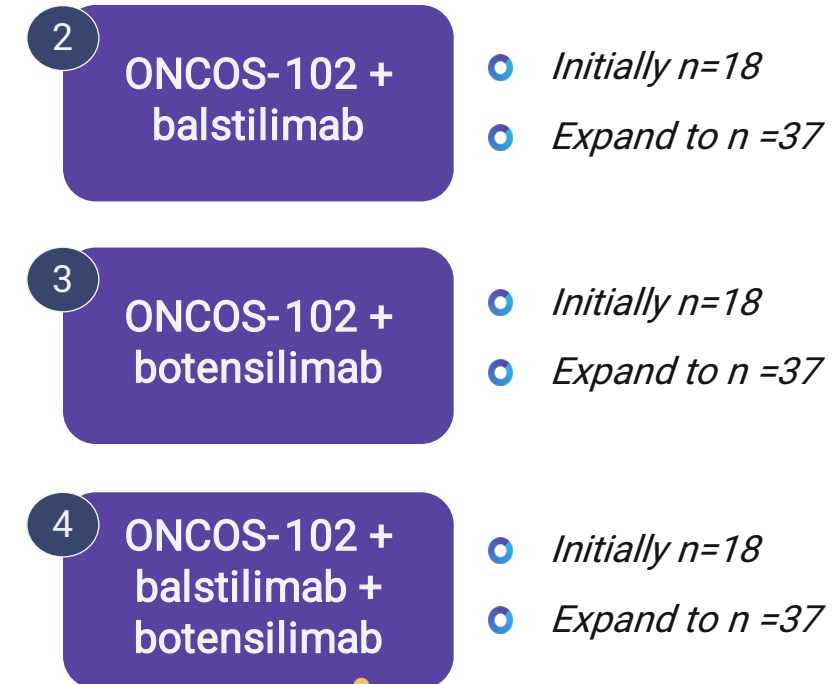 2
ONCOS-102 +
balstilimab
Initially n=18
Expand to n =37
3
ONCOS-102 +
botensilimab
Initially n=18
Expand to n =37
4
ONCOS-102 +
balstilimab +
botensilimab
Initially n=18
Expand to n =37